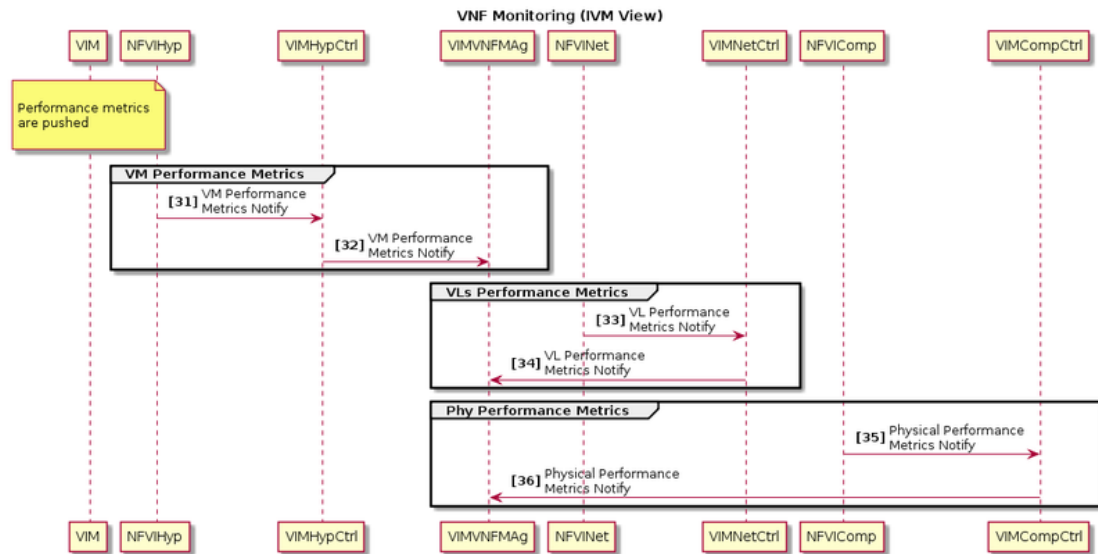 VNF Monitoring (IVM View)
VIM
NFVIHyp
VIMHypCtrl
VIMVNFMAg
NFVINet
VIMNetCtrl
NFVIComp
VIMCompCtrl
Performance metrics
are pushed
VM Performance Metrics
[31] VM Performance
Metrics Notify
[32] VM Performance
Metrics Notify
VLs Performance Metrics
[33] VL Performance
Metrics Notify
[34] VL Performance
Metrics Notify
Phy Performance Metrics
[35] Physical Performance
Metrics Notify
[36] Physical Performance
Metrics Notify
VIM
NFVIHyp
VIMHypCtrl
VIMVNFMAg
NFVINet
VIMNetCtrl
NFVIComp
VIMCompCtrl